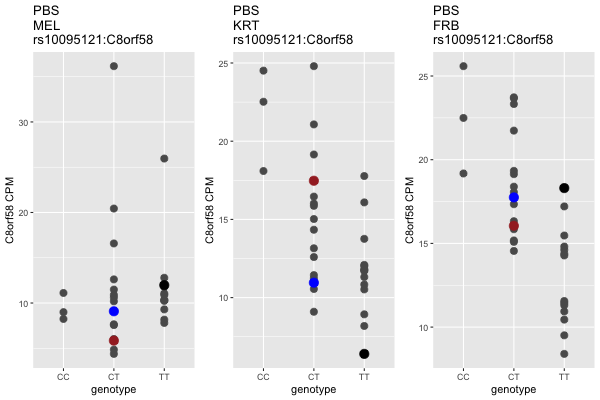 PBS
MEL
rs10095121:C8orf58
C8orf58 CPM
30
20
10
CC
CT
TT
genotype
PBS
KRT
rs10095121:C8orf58
C8orf58 CPM
25
20
15
10
CC
CT
TT
genotype
PBS
FRB
rs10095121:C8orf58
C8orf58 CPM
25
20
15
10
CC
CT
TT
genotype